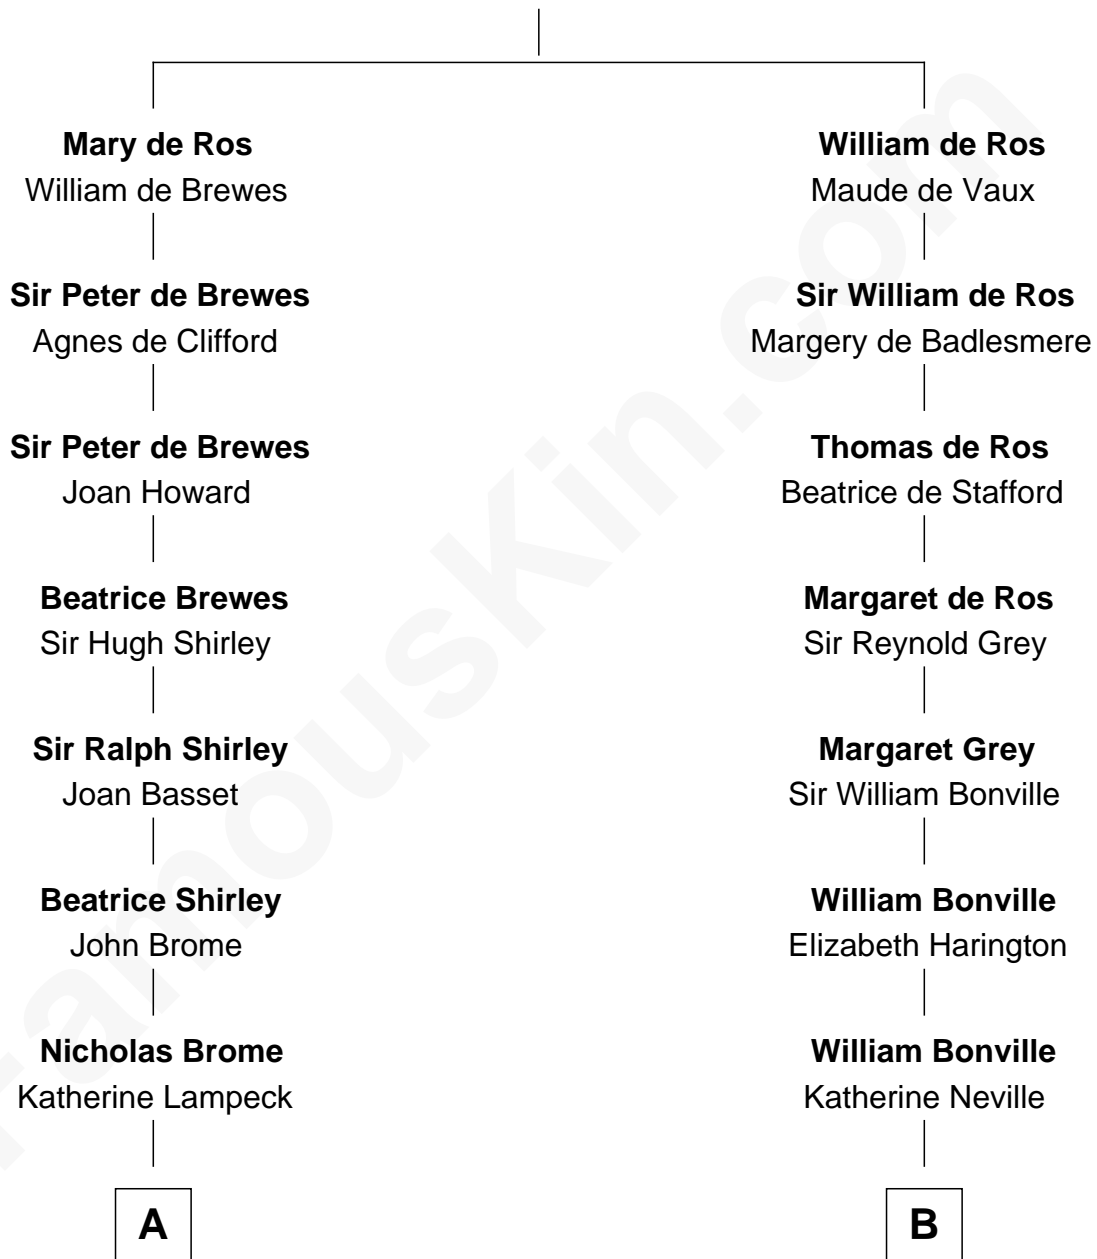 Mary de Ros
William de Brewes
Sir Peter de Brewes
Agnes de Clifford
Sir Peter de Brewes
Joan Howard
Beatrice Brewes
Sir Hugh Shirley
Sir Ralph Shirley
Joan Basset
Beatrice Shirley
John Brome
Nicholas Brome
Katherine Lampeck
A
William de Ros
Maude de Vaux
Sir William de Ros
Margery de Badlesmere
Thomas de Ros
Beatrice de Stafford
Margaret de Ros
Sir Reynold Grey
Margaret Grey
Sir William Bonville
William Bonville
Elizabeth Harington
William Bonville
Katherine Neville
B
FamousKin.com